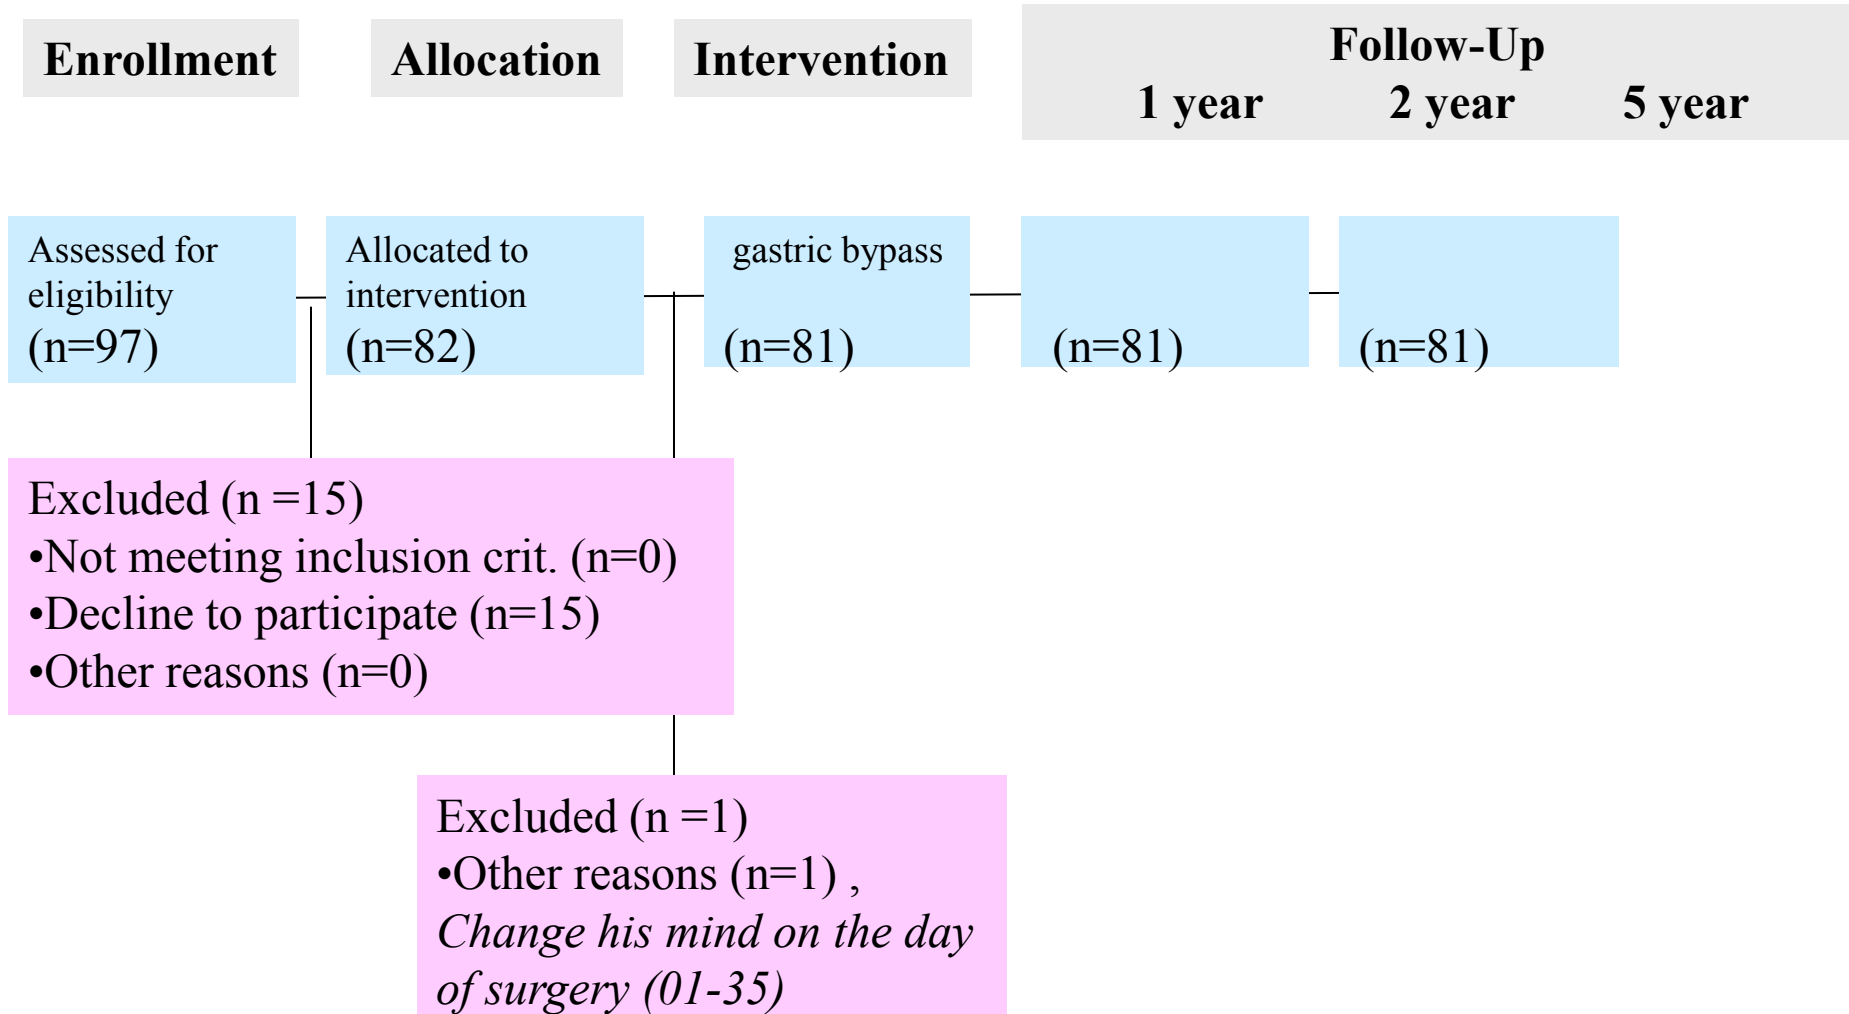 Enrollment
Allocation
Intervention
Follow-Up
1 year 2 year 5 year
Assessed for
eligibility
(n=97)
Allocated to
intervention
(n=82)
gastric bypass
(n=81)
(n=81)
(n=81)
Excluded (n =15)
•Not meeting inclusion crit. (n=0)
•Decline to participate (n=15)
•Other reasons (n=0)
Excluded (n =1)
•Other reasons (n=1) ,
Change his mind on the day
of surgery (01-35)